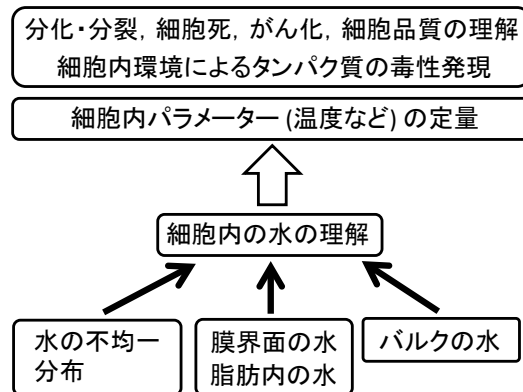 分化・分裂, 細胞死, がん化, 細胞品質の理解
細胞内環境によるタンパク質の毒性発現
細胞内パラメーター (温度など) の定量
細胞内の水の理解
水の不均一
分布
膜界面の水
脂肪内の水
バルクの水